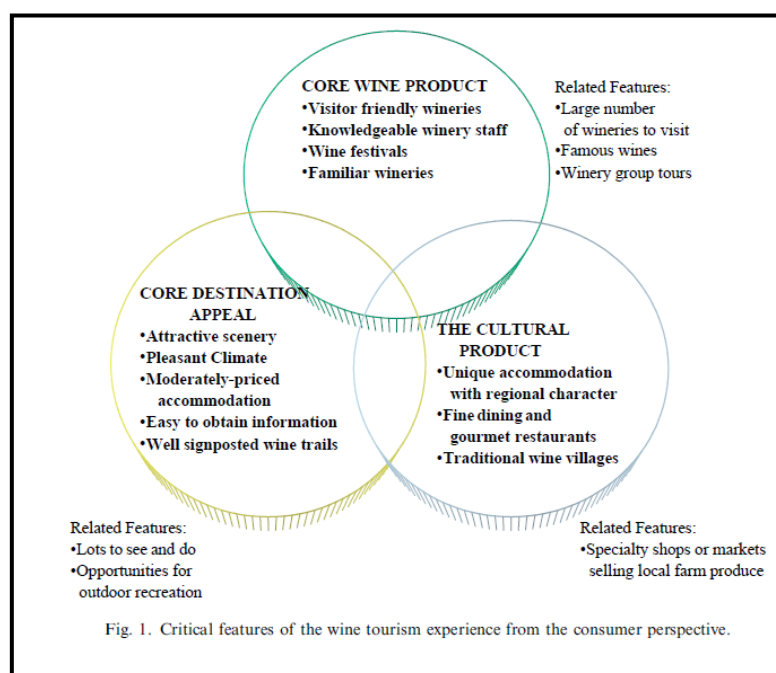 CORE WINE PRODUCT
•Visitor friendly wineries
•Knowledgeable winery staff
•Wine festivals
•Familiar wineries
Related Features:
•Large number
of wineries to visit
•Famous wines
•Winery group tours
CORE DESTINATION
APPEAL
•Attractive scenery
•Pleasant Climate
•Moderately-priced
accommodation
•Easy to obtain information
•Well signposted wine trails
THE CULTURAL
PRODUCT
•Unique accommodation
with regional character
•Fine dining and
gourmet restaurants
•Traditional wine villages
Related Features:
•Lots to see and do
•Opportunities for
outdoor recreation
Related Features:
•Specialty shops or markets
selling local farm produce
Fig. 1. Critical features of the wine tourism experience from the consumer perspective.